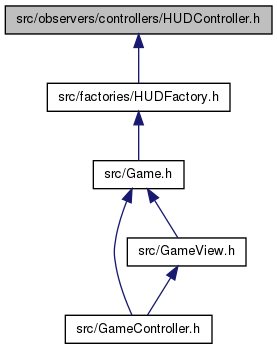 src/observers/controllers/HUDController.h
src/factories/HUDFactory.h
src/Game.h
src/GameView.h
src/GameController.h